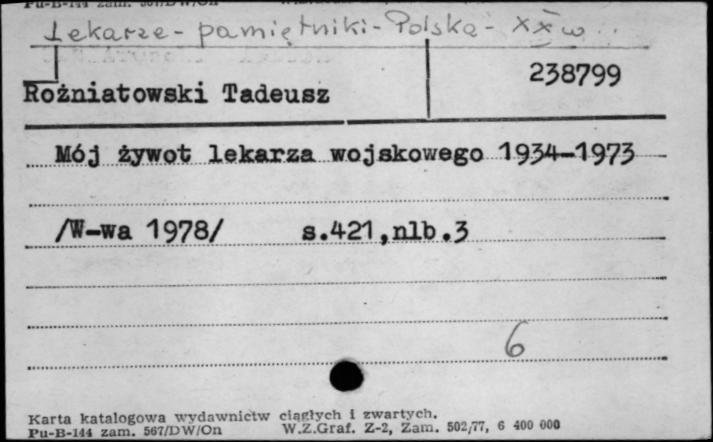 Lekarze - pamiętniki - Polska - XX w.
238799
Rożniatowski Tadeusz
Mój żywot lekarza wojskowego 1934-1973
/W-wa 1978/ s.421,nlb.3
6
Karta katalogowa wydawnictw ciągłych i zwartych.
Pu-B-144 zam. 567/DW/On W.Z.Graf. Z-2, Zam. 502/77, 6 400 000